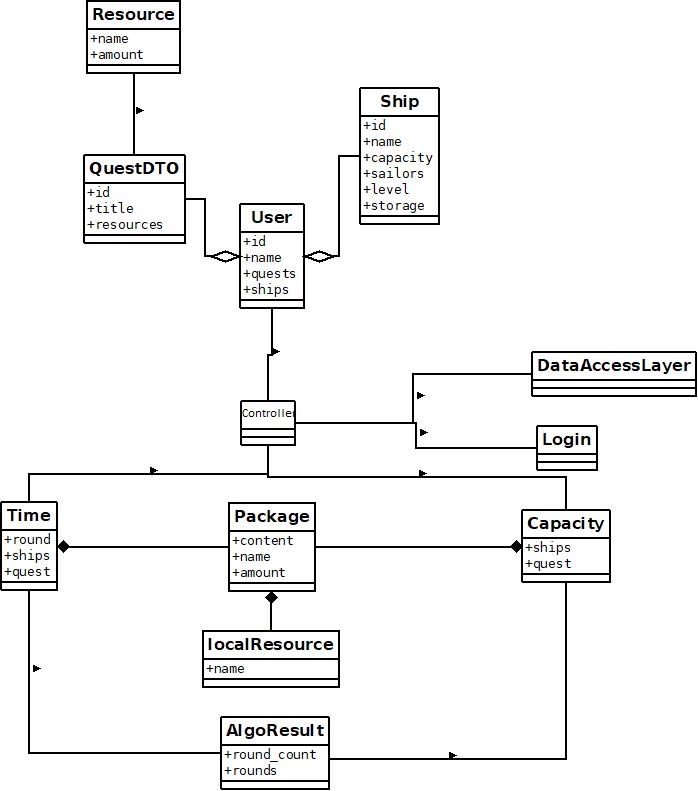 Resource
+name
+amount
Ship
+id
+name
+capacity
+sailors
+level
+storage
QuestDTO
+id
+title
+resources
User
+id
+name
+quests
+ships
DataAccessLayer
Controller
Login
Time
+round
+ships
+quest
Package
+content
+name
+amount
Capacity
+ships
+quest
localResource
+name
AlgoResult
+round_count
+rounds